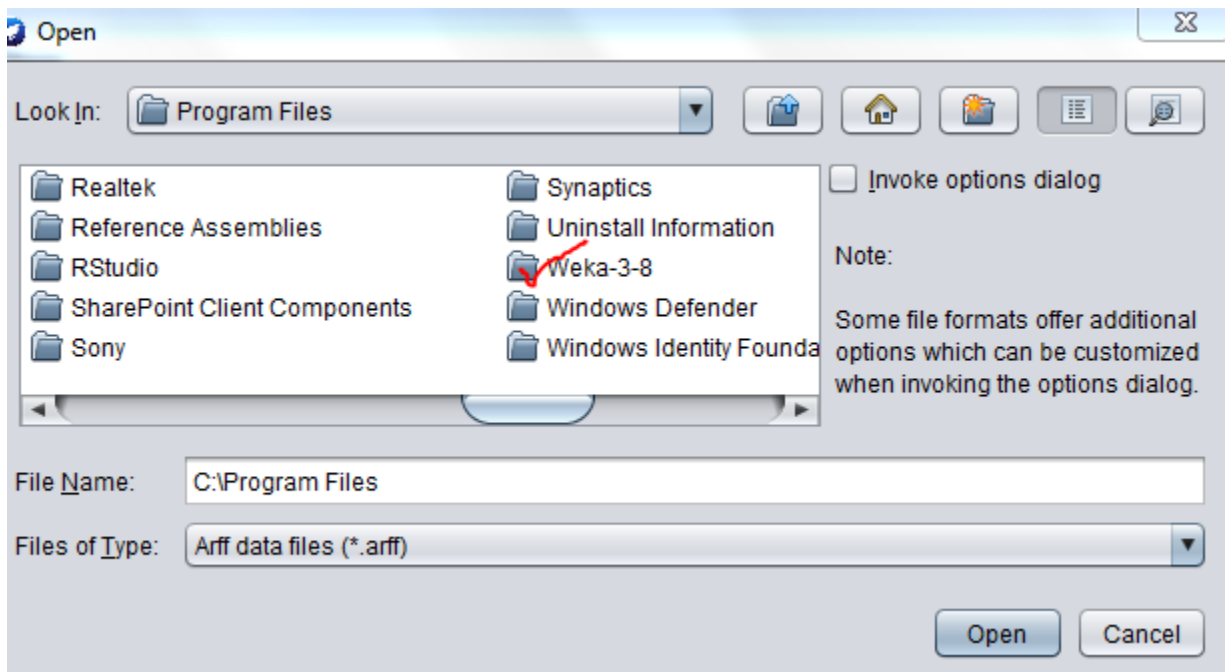 Open
Look In: Program Files
Realtek
Reference Assemblies
RStudio
SharePoint Client Components
Sony
Synaptics
Uninstall Information
Weka-3-8
Windows Defender
Windows Identity Founda
Invoke options dialog
Note:
Some file formats offer additional
options which can be customized
when invoking the options dialog.
File Name: C:\Program Files
Files of Type: Arff data files (*.arff)
Open Cancel